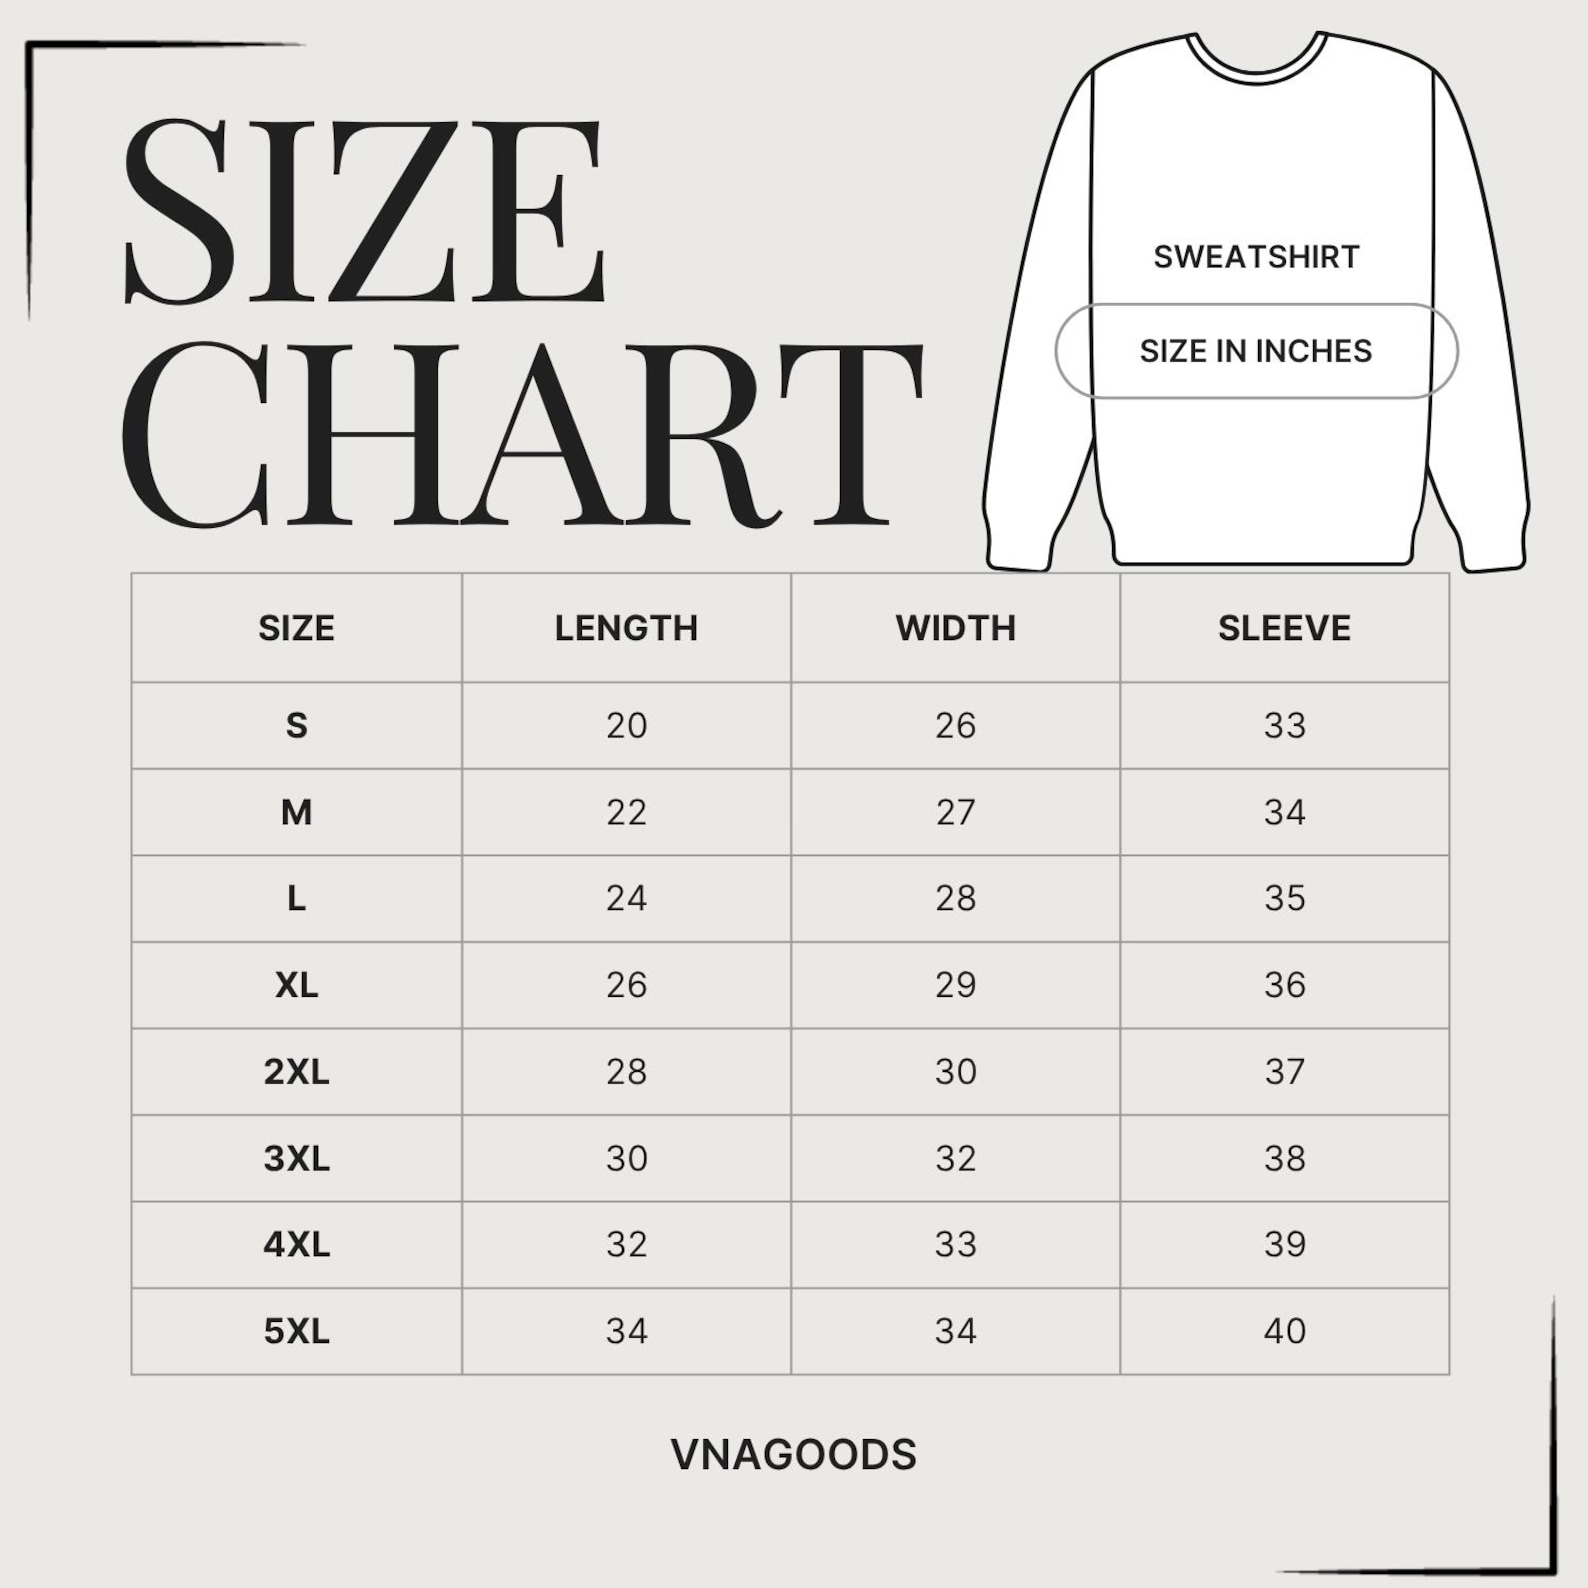 SIZE
CHART
SWEATSHIRT
SIZE IN INCHES
SIZE LENGTH WIDTH SLEEVE
S 20 26 33
M 22 27 34
L 24 28 35
XL 26 29 36
2XL 28 30 37
3XL 30 32 38
4XL 32 33 39
5XL 34 34 40
VNAGOODS